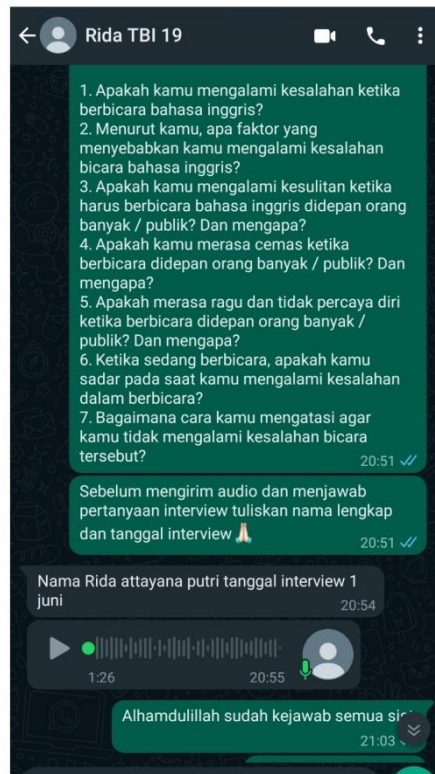 Rida TBI 19
1. Apakah kamu mengalami kesalahan ketika
berbicara bahasa inggris?
2. Menurut kamu, apa faktor yang
menyebabkan kamu mengalami kesalahan
bicara bahasa inggris?
3. Apakah kamu mengalami kesulitan ketika
harus berbicara bahasa inggris didepan orang
banyak / publik? Dan mengapa?
4. Apakah kamu merasa cemas ketika
berbicara didepan orang banyak / publik? Dan
mengapa?
5. Apakah merasa ragu dan tidak percaya diri
ketika berbicara didepan orang banyak /
publik? Dan mengapa?
6. Ketika sedang berbicara, apakah kamu
sadar pada saat kamu mengalami kesalahan
dalam berbicara?
7. Bagaimana cara kamu mengatasi agar
kamu tidak mengalami kesalahan bicara
tersebut?
20:51
Sebelum mengirim audio dan menjawab
pertanyaan interview tuliskan nama lengkap
dan tanggal interview 🙏🏻
20:51
Nama Rida attayana putri tanggal interview 1
juni
20:54
1:26 20:55
Alhamdulillah sudah kejawab semua
21:03